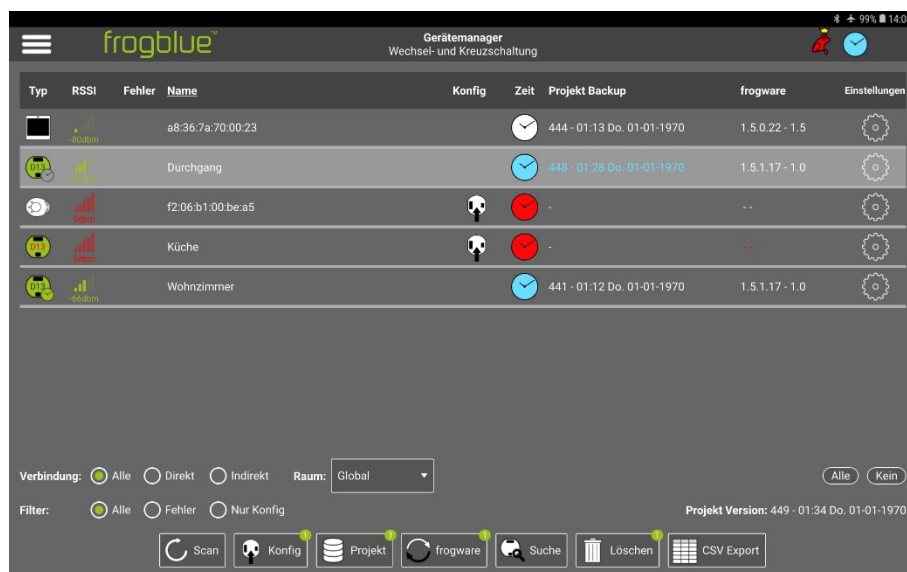 99% 14:0
frogblue™
Gerätemanager
Wechsel- und Kreuzschaltung
Typ RSSI Fehler Name Konfig Zeit Projekt Backup frogware Einstellungen
-80dbm a8:36:7a:70:00:23 444 - 01:13 Do. 01-01-1970 1.5.0.22 - 1.5
D13 Durchgang 448 - 01:28 Do. 01-01-1970 1.5.1.17 - 1.0
0dbm f2:06:b1:00:be:a5 - - -
D13 0dbm Küche - - -
D13 -66dbm Wohnzimmer 441 - 01:12 Do. 01-01-1970 1.5.1.17 - 1.0
Verbindung: Alle Direkt Indirekt Raum: Global Alle Kein
Filter: Alle Fehler Nur Konfig Projekt Version: 449 - 01:34 Do. 01-01-1970
Scan Konfig 1 Projekt 1 frogware 1 Suche Löschen 1 CSV Export